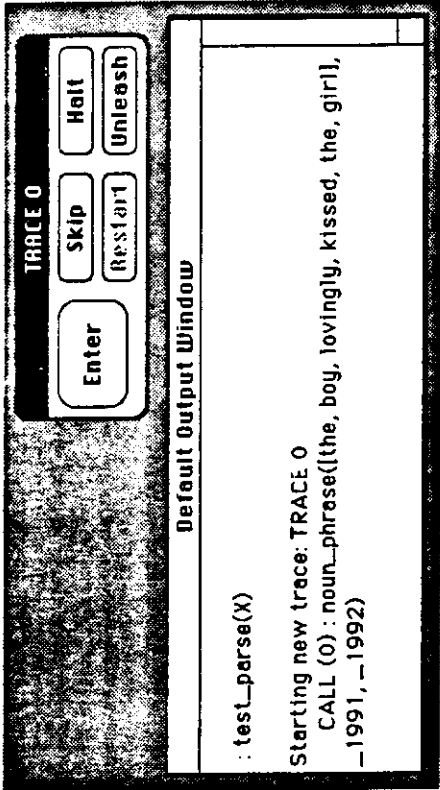 TRACE 0
Enter
Skip
Halt
Restart
Unleash
Default Output Window
: test_parse(X)
Starting new trace: TRACE 0
CALL (0) : noun_phrase([the, boy, lovingly, kissed, the, girl],
_1991, _1992)